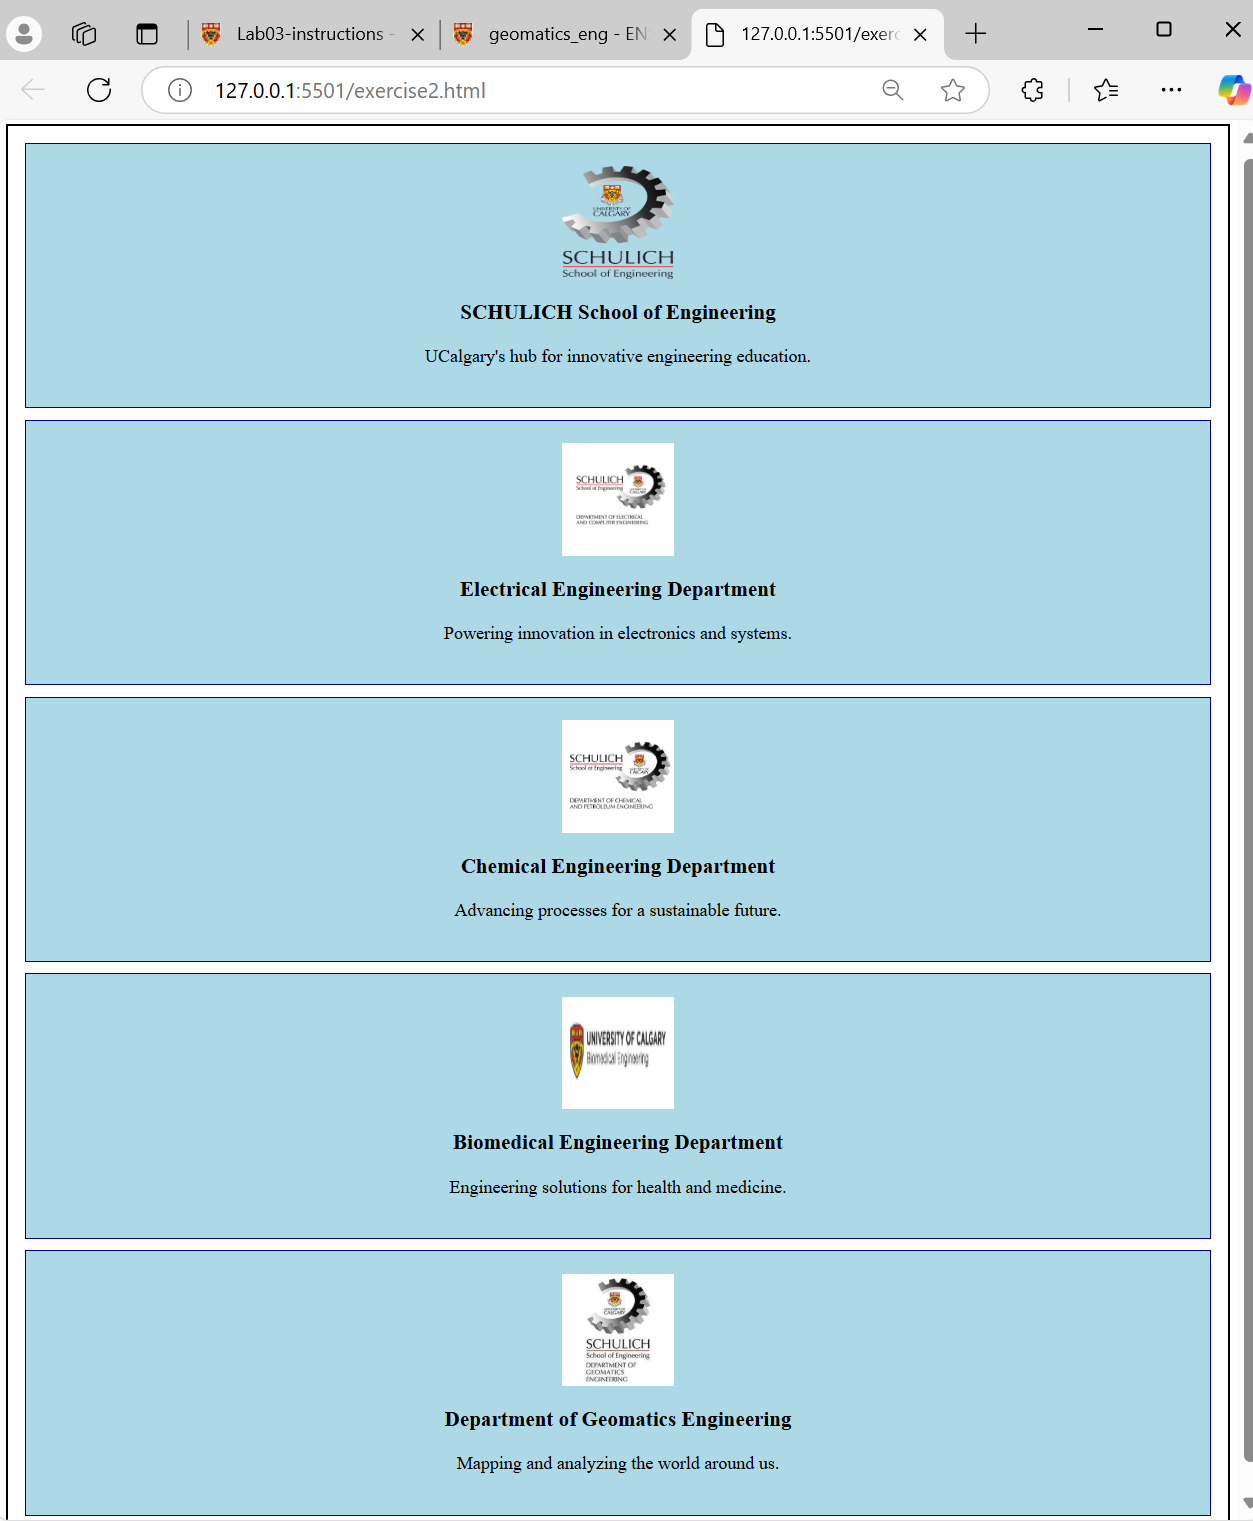 Lab03-instructions -
geomatics_eng - EN
127.0.0.1:5501/exerc
127.0.0.1:5501/exercise2.html
UNIVERSITY OF
CALGARY
SCHULICH
School of Engineering
SCHULICH School of Engineering
UCalgary's hub for innovative engineering education.
SCHULICH
School of Engineering
DEPARTMENT OF ELECTRICAL
AND COMPUTER ENGINEERING
Electrical Engineering Department
Powering innovation in electronics and systems.
SCHULICH
School of Engineering
DEPARTMENT OF CHEMICAL
AND PETROLEUM ENGINEERING
Chemical Engineering Department
Advancing processes for a sustainable future.
UNIVERSITY OF CALGARY
Biomedical Engineering
Biomedical Engineering Department
Engineering solutions for health and medicine.
CALGARY
SCHULICH
School of Engineering
DEPARTMENT OF
GEOMATICS
ENGINEERING
Department of Geomatics Engineering
Mapping and analyzing the world around us.